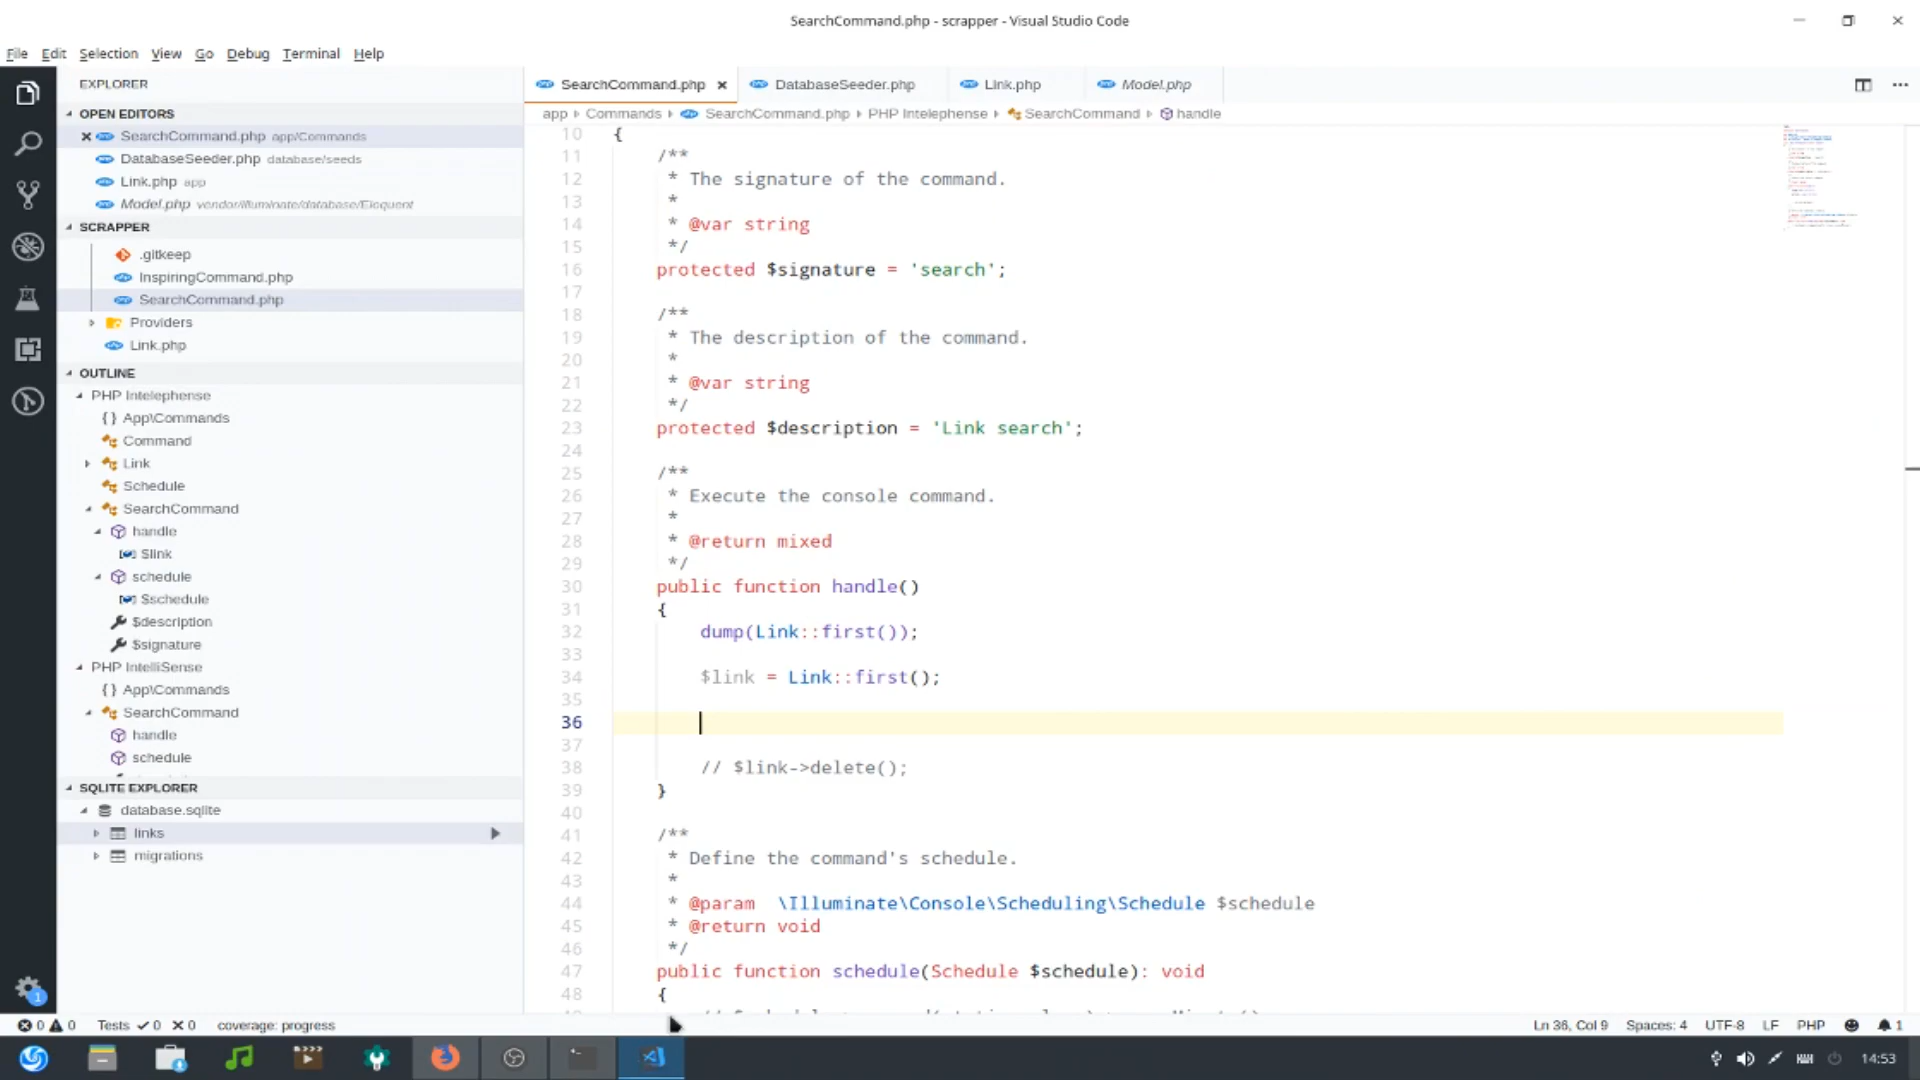 SearchCommand.php - scrapper - Visual Studio Code
File Edit Selection View Go Debug Terminal Help
EXPLORER
OPEN EDITORS
SearchCommand.php app/Commands
DatabaseSeeder.php database/seeds
Link.php app
Model.php vendor/illuminate/database/Eloquent
SCRAPPER
.gitkeep
InspiringCommand.php
SearchCommand.php
Providers
Link.php
OUTLINE
PHP Intelephense
{} App\Commands
Command
Link
Schedule
SearchCommand
handle
$link
schedule
$schedule
$description
$signature
PHP IntelliSense
{} App\Commands
SearchCommand
handle
schedule
SQLITE EXPLORER
database.sqlite
links
migrations
SearchCommand.php DatabaseSeeder.php Link.php Model.php
app Commands SearchCommand.php PHP Intelephense SearchCommand handle
10 {
11 /**
12 * The signature of the command.
13 *
14 * @var string
15 */
16 protected $signature = 'search';
17
18 /**
19 * The description of the command.
20 *
21 * @var string
22 */
23 protected $description = 'Link search';
24
25 /**
26 * Execute the console command.
27 *
28 * @return mixed
29 */
30 public function handle()
31 {
32 dump(Link::first());
33
34 $link = Link::first();
35
36
37
38 // $link->delete();
39 }
40
41 /**
42 * Define the command's schedule.
43 *
44 * @param \Illuminate\Console\Scheduling\Schedule $schedule
45 * @return void
46 */
47 public function schedule(Schedule $schedule): void
48 {
0 0 Tests 0 0 coverage: progress
Ln 36, Col 9 Spaces: 4 UTF-8 LF PHP 1
1
14:53